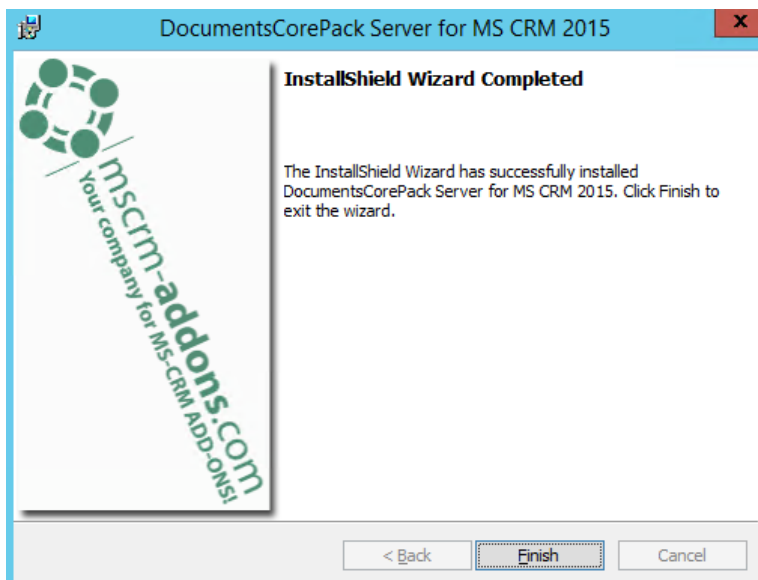 DocumentsCorePack Server for MS CRM 2015
x
InstallShield Wizard Completed
The InstallShield Wizard has successfully installed
DocumentsCorePack Server for MS CRM 2015. Click Finish to
exit the wizard.
mscrm-addons.com
Your company for MS-CRM ADD-ONS!
< Back
Finish
Cancel